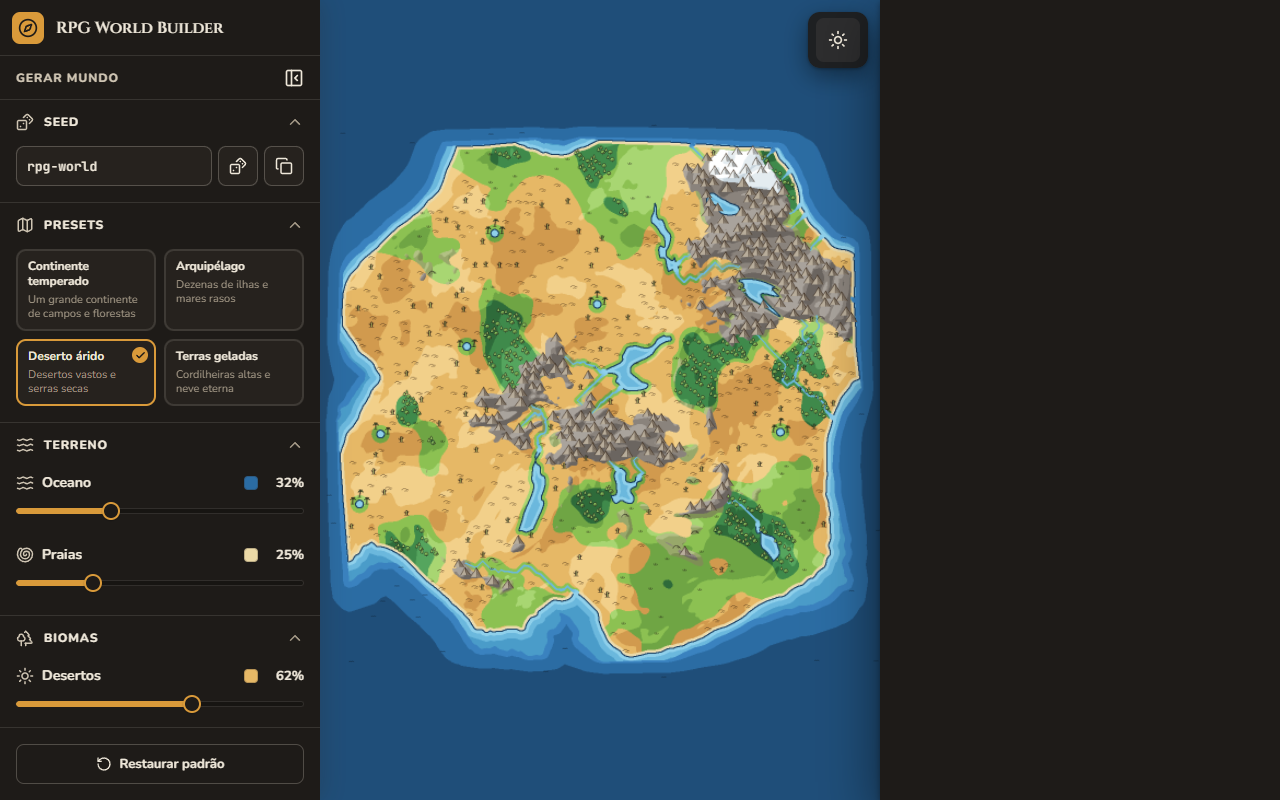 RPG World Builder
GERAR MUNDO
SEED
rpg-world
PRESETS
Continente
temperado
Um grande continente
de campos e florestas
Arquipélago
Dezenas de ilhas e
mares rasos
Deserto árido
Desertos vastos e
serras secas
Terras geladas
Cordilheiras altas e
neve eterna
TERRENO
Oceano 32%
Praias 25%
BIOMAS
Desertos 62%
Restaurar padrão